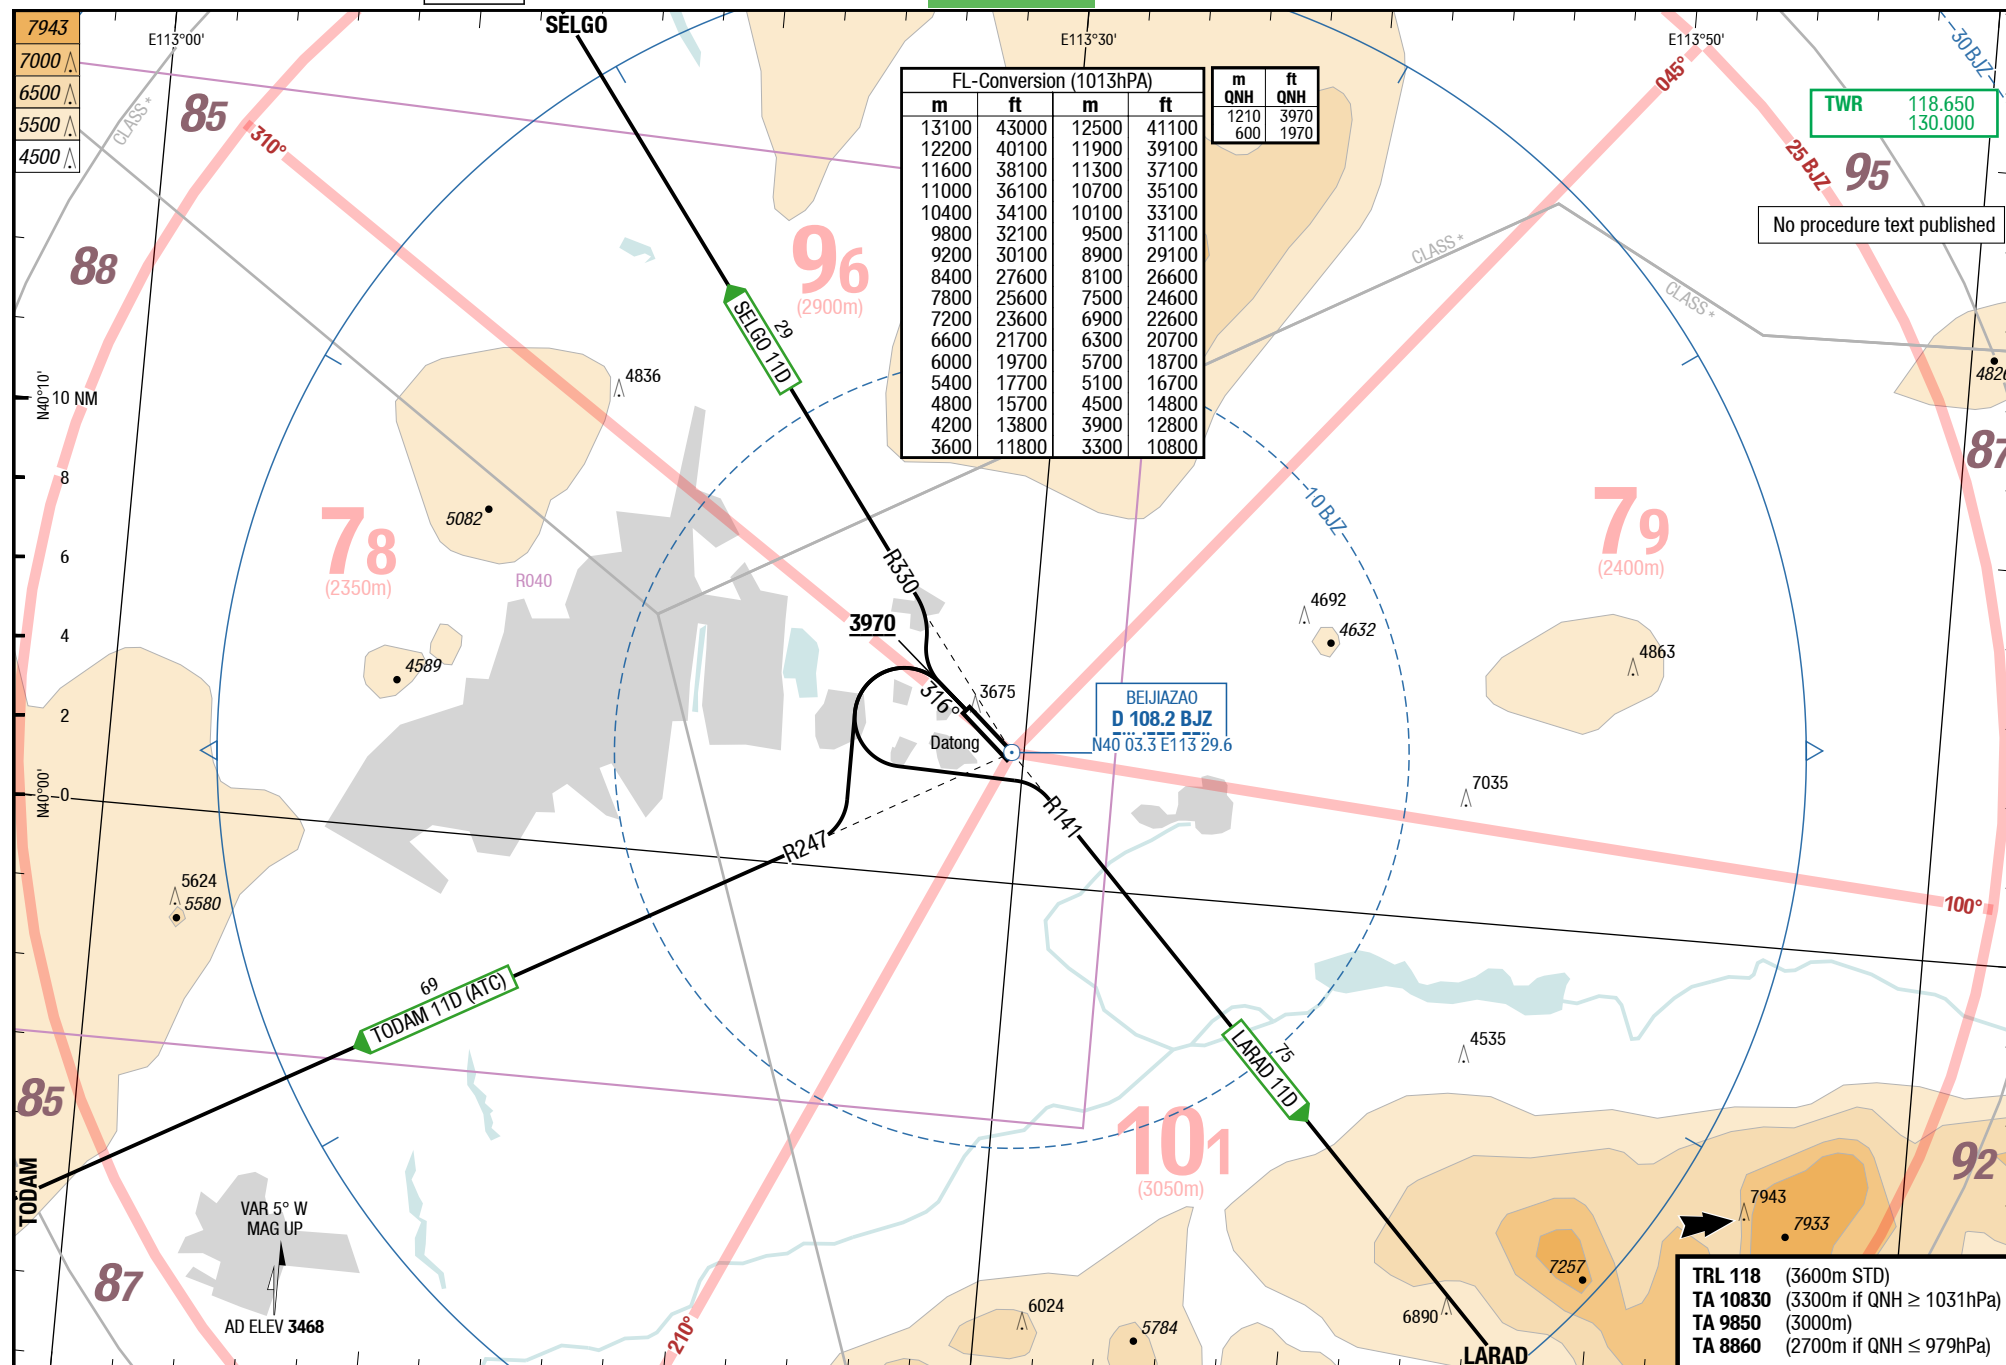 SELGO
7943
7000
6500
5500
4500
E113°00'
E113°30'
E113°50'
CLASS *
85
310°
88
FL-Conversion (1013hPA)
m ft m ft
13100 43000 12500 41100
12200 40100 11900 39100
11600 38100 11300 37100
11000 36100 10700 35100
10400 34100 10100 33100
9800 32100 9500 31100
9200 30100 8900 29100
8400 27600 8100 26600
7800 25600 7500 24600
7200 23600 6900 22600
6600 21700 6300 20700
6000 19700 5700 18700
5400 17700 5100 16700
4800 15700 4500 14800
4200 13800 3900 12800
3600 11800 3300 10800
m ft
QNH QNH
1210 3970
600 1970
045°
30 BJZ
TWR 118.650
130.000
25 BJZ
95
No procedure text published
96
(2900m)
CLASS *
CLASS *
29
SELGO 11D
4836
N40°10'
10 NM
8
6
4
2
0
N40°00'
5082
78
(2350m)
R040
4589
R330
3970
316°
3675
Datong
BEIJIAZAO
D 108.2 BJZ
N40 03.3 E113 29.6
10 BJZ
4692
4632
79
(2400m)
4863
87
7035
R141
R247
100°
5624
5580
69
TODAM 11D (ATC)
75
LARAD 11D
4535
85
TODAM
101
(3050m)
92
VAR 5° W
MAG UP
AD ELEV 3468
87
210°
6024
5784
6890
7257
7943
7933
LARAD
TRL 118 (3600m STD)
TA 10830 (3300m if QNH ≥ 1031hPa)
TA 9850 (3000m)
TA 8860 (2700m if QNH ≤ 979hPa)